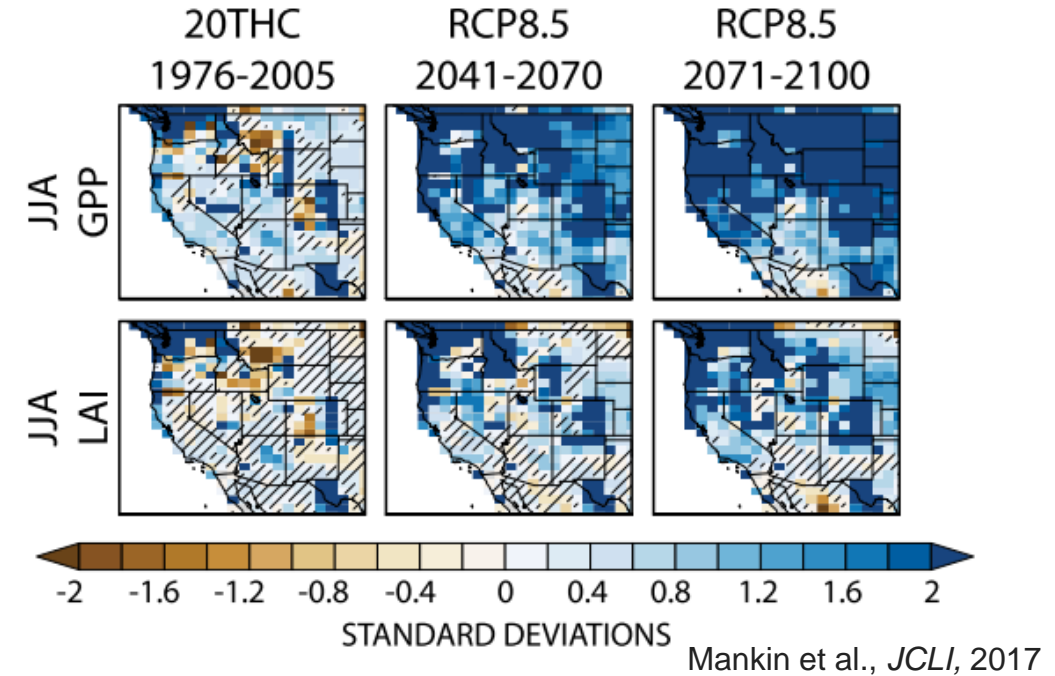 20THC RCP8.5 RCP8.5
1976-2005 2041-2070 2071-2100
JJA
GPP
JJA
LAI
-2 -1.6 -1.2 -0.8 -0.4 0 0.4 0.8 1.2 1.6 2
STANDARD DEVIATIONS
Mankin et al., JCLI, 2017